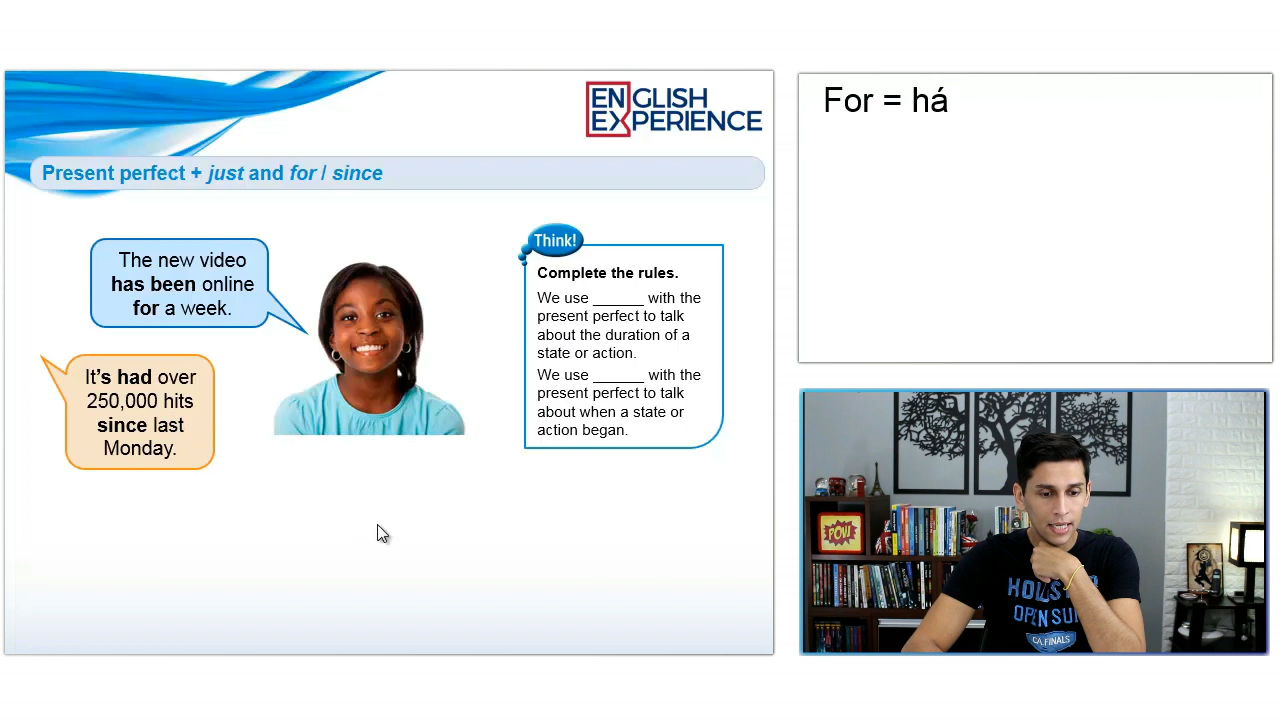 ENGLISH
EXPERIENCE
Present perfect + just and for / since
The new video
has been online
for a week.
It's had over
250,000 hits
since last
Monday.
Think!
Complete the rules.
We use ______ with the
present perfect to talk
about the duration of a
state or action.
We use ______ with the
present perfect to talk
about when a state or
action began.
For = há
POW
OPEN
CA.FINALS